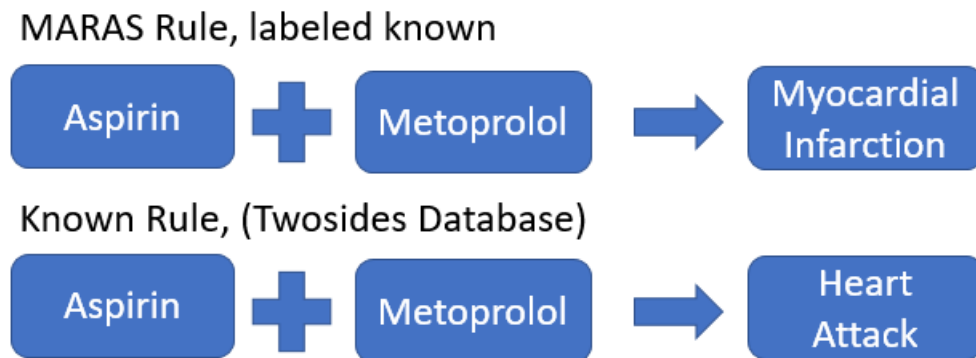 MARAS Rule, labeled known
Aspirin
Metoprolol
Myocardial
Infarction
Known Rule, (Twosides Database)
Aspirin
Metoprolol
Heart
Attack